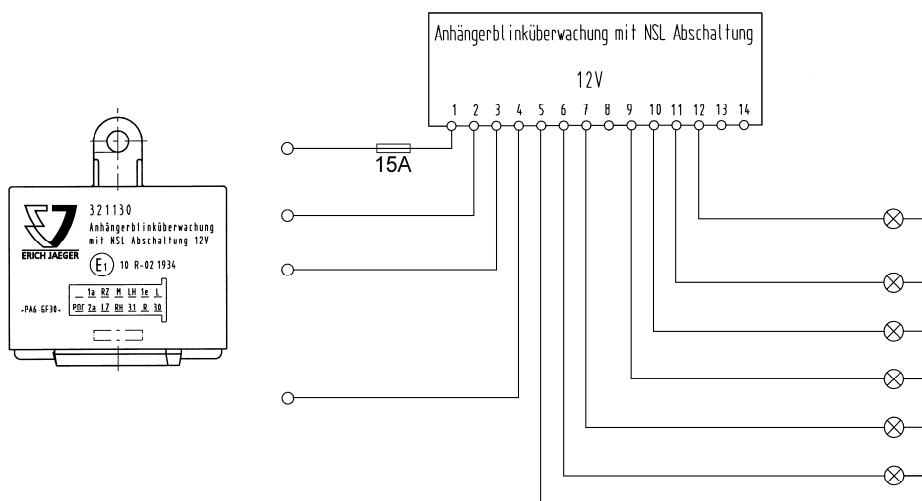 Anhängerblinküberwachung mit NSL Abschaltung
12V
1 2 3 4 5 6 7 8 9 10 11 12 13 14
15A
321130
Anhängerblinküberwachung
mit NSL Abschaltung 12V
ERICH JAEGER
E1 10 R-02 1934
1a RZ M LH 1e L
-PA6-GF30- PDC 2a LZ RH 31 R 30